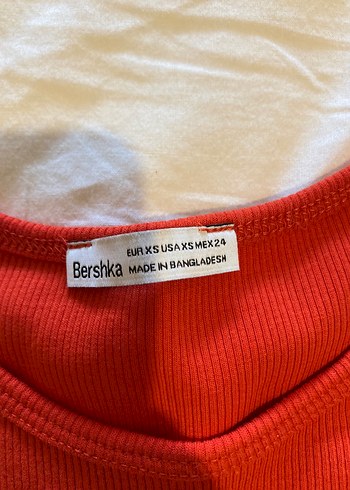 EUR XS USA XS MEX 24
Bershka MADE IN BANGLADESH